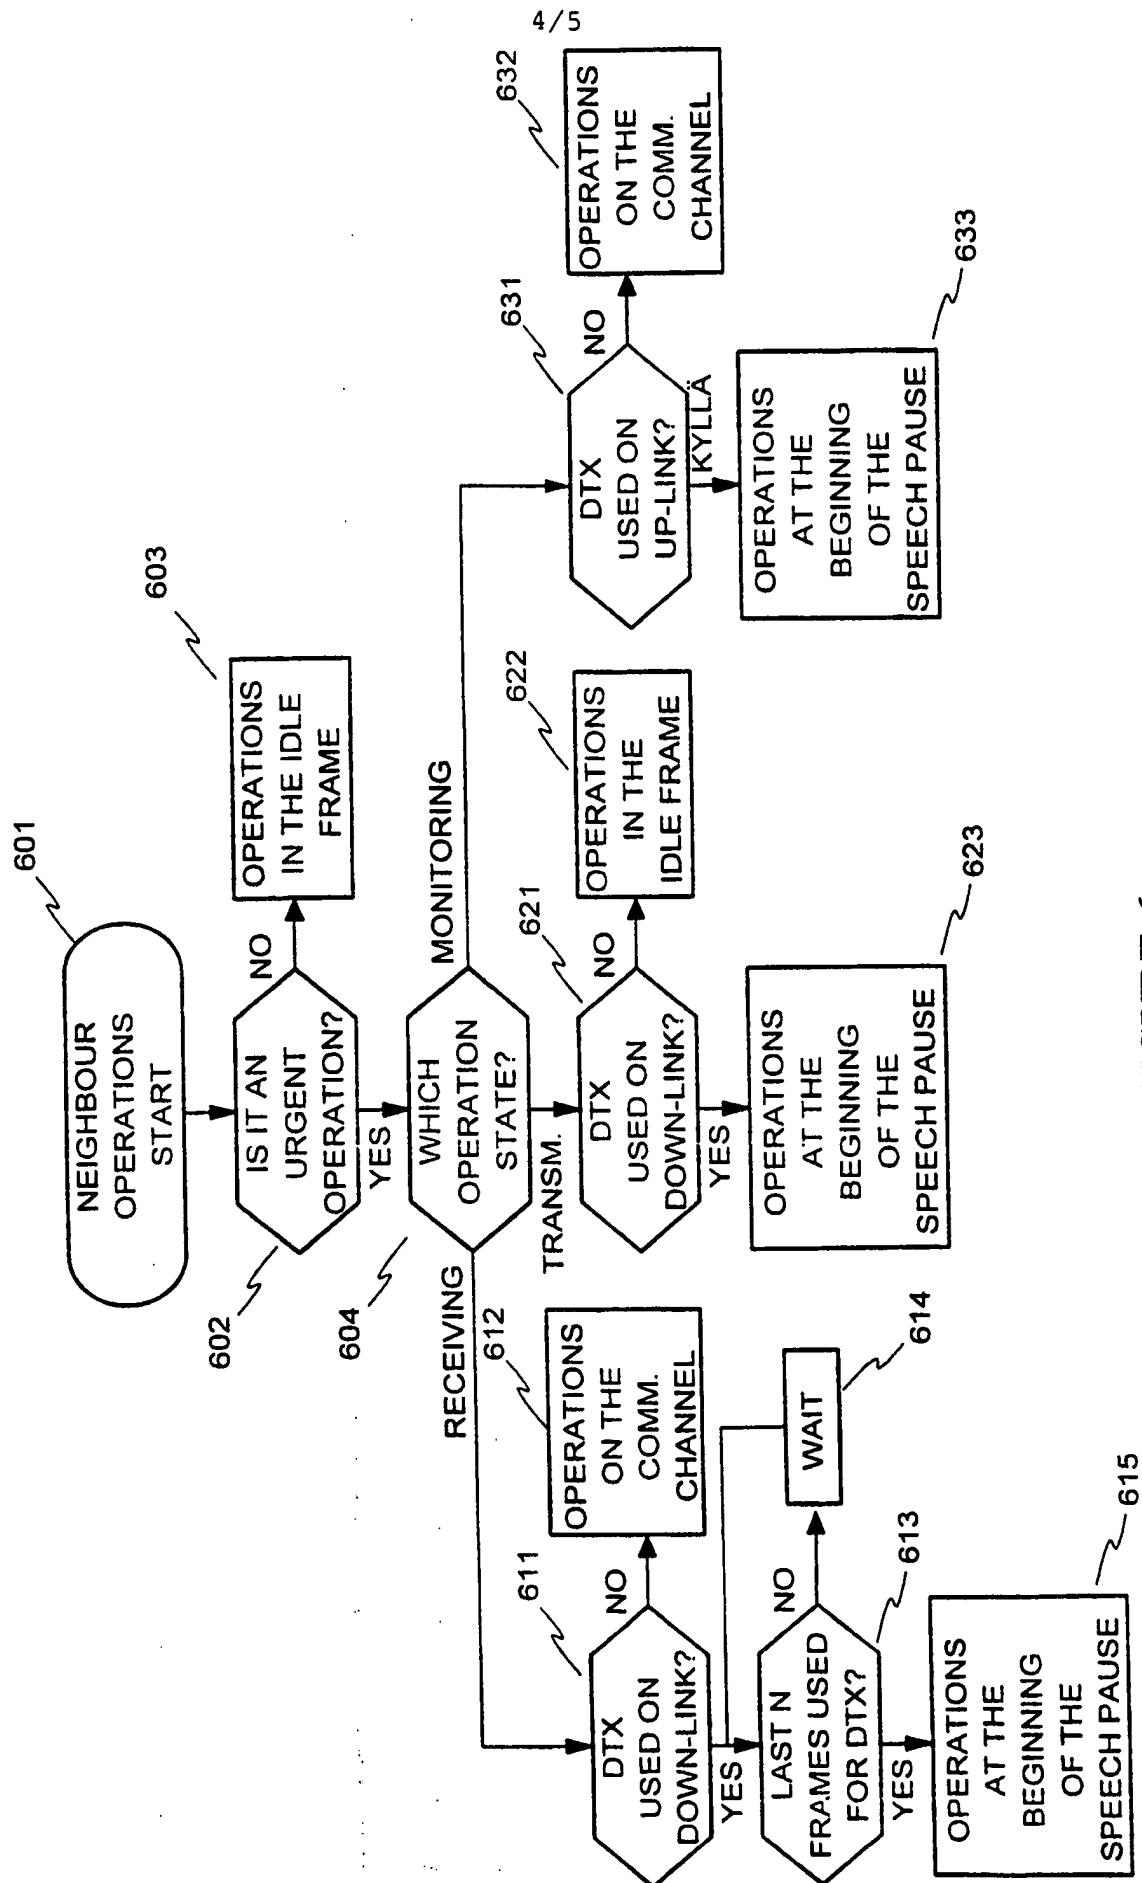 4/5
601
NEIGHBOUR
OPERATIONS
START
602
IS IT AN
URGENT
OPERATION?
NO
603
OPERATIONS
IN THE IDLE
FRAME
YES
604
WHICH
OPERATION
STATE?
RECEIVING
TRANSM.
MONITORING
611
DTX
USED ON
DOWN-LINK?
NO
612
OPERATIONS
ON THE
COMM.
CHANNEL
YES
613
LAST N
FRAMES USED
FOR DTX?
NO
614
WAIT
YES
615
OPERATIONS
AT THE
BEGINNING
OF THE
SPEECH PAUSE
621
DTX
USED ON
DOWN-LINK?
NO
622
OPERATIONS
IN THE
IDLE FRAME
YES
623
OPERATIONS
AT THE
BEGINNING
OF THE
SPEECH PAUSE
631
DTX
USED ON
UP-LINK?
NO
632
OPERATIONS
ON THE
COMM.
CHANNEL
KYLLÄ
633
OPERATIONS
AT THE
BEGINNING
OF THE
SPEECH PAUSE